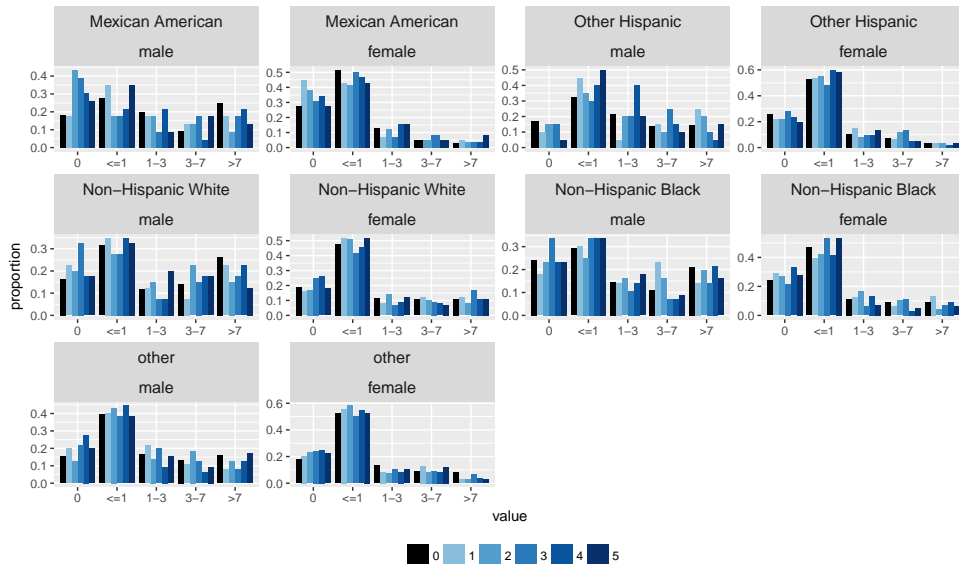 Mexican American
male
Mexican American
female
Other Hispanic
male
Other Hispanic
female
0.4
0.3
0.2
0.1
0.0
0 <=1 1−3 3−7 >7
0.5
0.4
0.3
0.2
0.1
0.0
0 <=1 1−3 3−7 >7
0.5
0.4
0.3
0.2
0.1
0.0
0 <=1 1−3 3−7 >7
0.6
0.4
0.2
0.0
0 <=1 1−3 3−7 >7
Non−Hispanic White
male
Non−Hispanic White
female
Non−Hispanic Black
male
Non−Hispanic Black
female
proportion
0.3
0.2
0.1
0.0
0 <=1 1−3 3−7 >7
0.5
0.4
0.3
0.2
0.1
0.0
0 <=1 1−3 3−7 >7
0.3
0.2
0.1
0.0
0 <=1 1−3 3−7 >7
0.4
0.2
0.0
0 <=1 1−3 3−7 >7
other
male
other
female
0.4
0.3
0.2
0.1
0.0
0 <=1 1−3 3−7 >7
0.6
0.4
0.2
0.0
0 <=1 1−3 3−7 >7
value
0 1 2 3 4 5